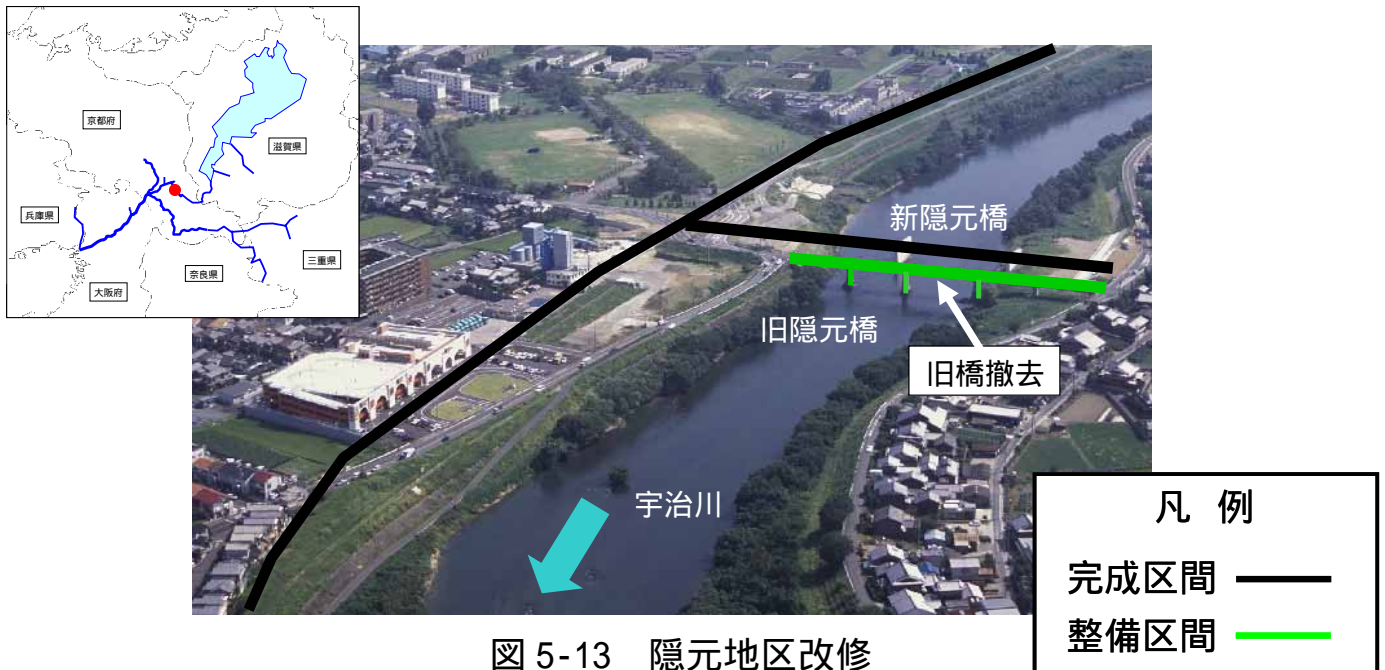 京都府
滋賀県
兵庫県
三重県
奈良県
大阪府
新隠元橋
旧隠元橋
旧橋撤去
宇治川
凡 例
完成区間
整備区間
図 5-13 隠元地区改修